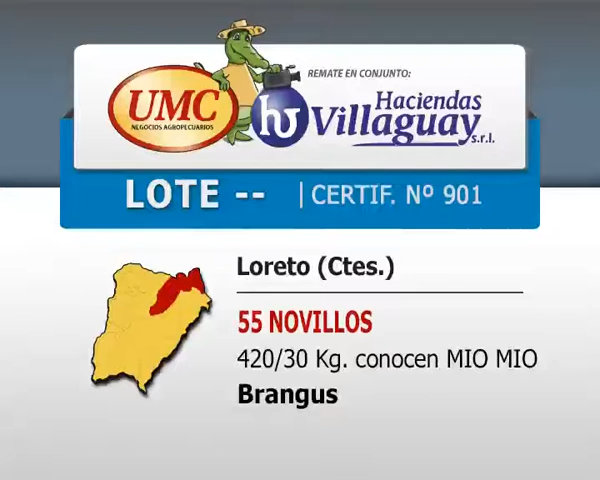 REMATE EN CONJUNTO:
UMC
NEGOCIOS AGROPECUARIOS
hv
Haciendas
Villaguay
s.r.l.
LOTE -- | CERTIF. Nº 901
Loreto (Ctes.)
55 NOVILLOS
420/30 Kg. conocen MIO MIO
Brangus